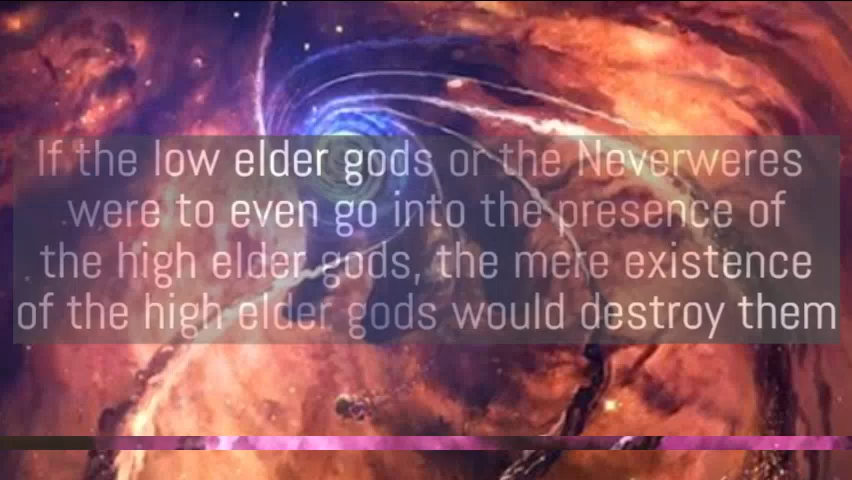 If the low elder gods or the Neverweres
were to even go into the presence of
the high elder gods, the mere existence
of the high elder gods would destroy them